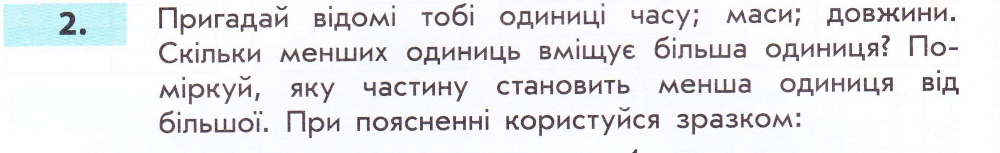 2. Пригадай відомі тобі одиниці часу; маси; довжини.
Скільки менших одиниць вміщує більша одиниця? По-
міркуй, яку частину становить менша одиниця від
більшої. При поясненні користуйся зразком: